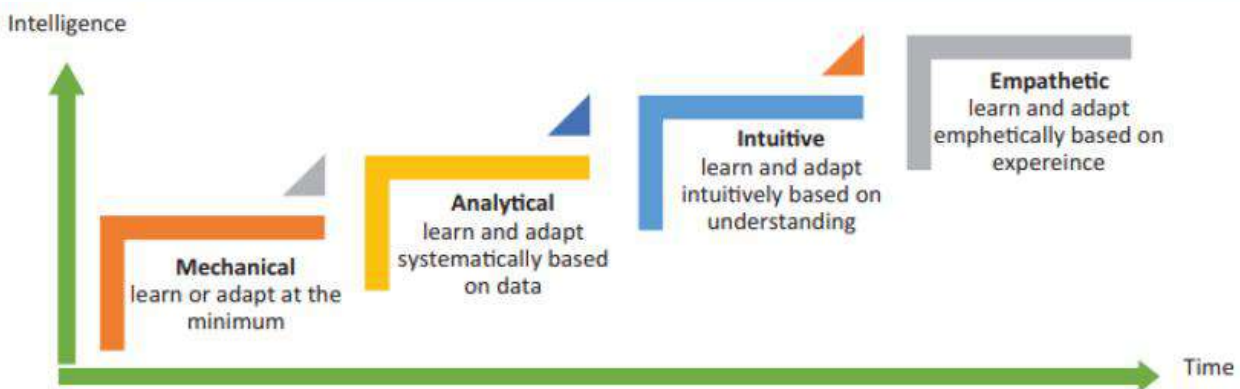 Intelligence
Empathetic
learn and adapt
emphetically based on
expereince
Intuitive
learn and adapt
intuitively based on
understanding
Analytical
learn and adapt
systematically based
on data
Mechanical
learn or adapt at the
minimum
Time